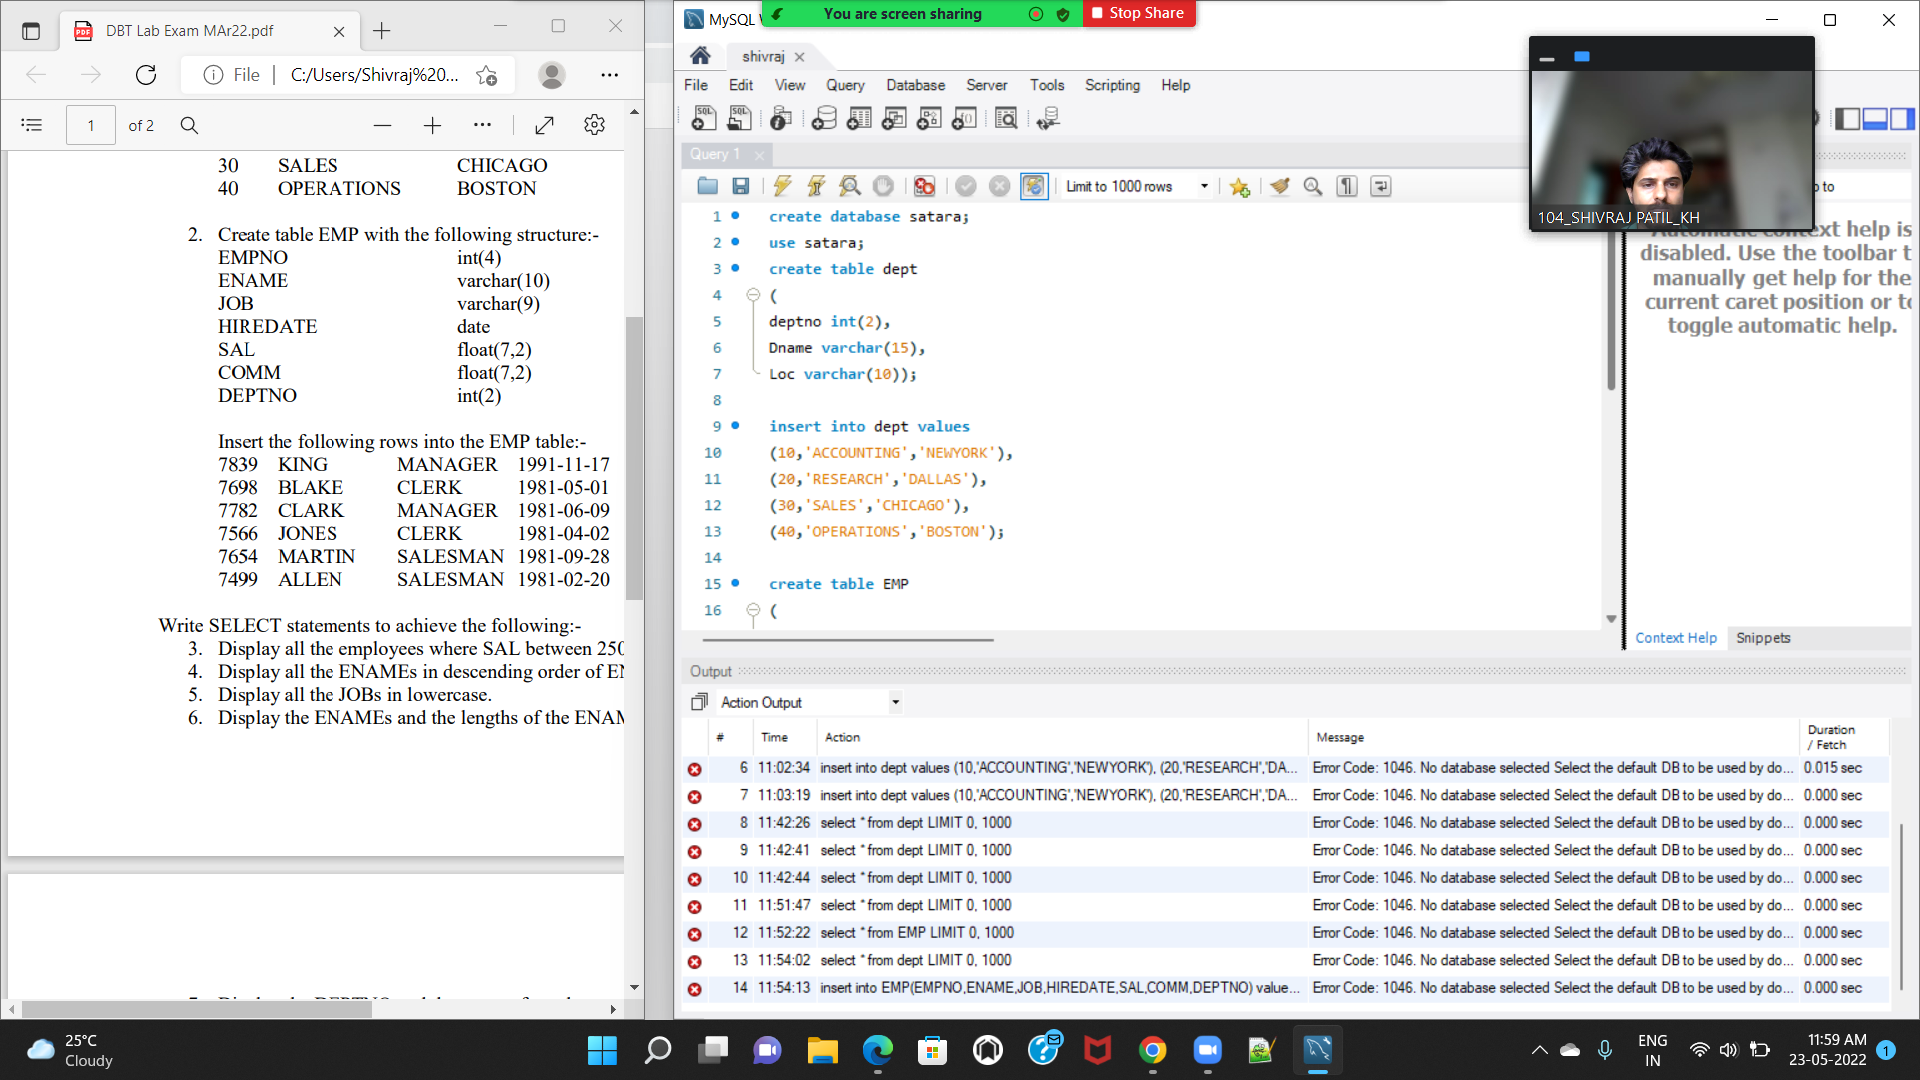 DBT Lab Exam MAr22.pdf
File
C:/Users/Shivraj%20...
1
of 2
30 SALES CHICAGO
40 OPERATIONS BOSTON
2. Create table EMP with the following structure:-
EMPNO int(4)
ENAME varchar(10)
JOB varchar(9)
HIREDATE date
SAL float(7,2)
COMM float(7,2)
DEPTNO int(2)
Insert the following rows into the EMP table:-
7839 KING MANAGER 1991-11-17
7698 BLAKE CLERK 1981-05-01
7782 CLARK MANAGER 1981-06-09
7566 JONES CLERK 1981-04-02
7654 MARTIN SALESMAN 1981-09-28
7499 ALLEN SALESMAN 1981-02-20
Write SELECT statements to achieve the following:-
3. Display all the employees where SAL between 250
4. Display all the ENAMEs in descending order of EN
5. Display all the JOBs in lowercase.
6. Display the ENAMEs and the lengths of the ENAM
You are screen sharing
Stop Share
MySQL
shivraj
File Edit View Query Database Server Tools Scripting Help
Query 1
Limit to 1000 rows
1 create database satara;
2 use satara;
3 create table dept
4 (
5 deptno int(2),
6 Dname varchar(15),
7 Loc varchar(10));
8
9 insert into dept values
10 (10,'ACCOUNTING','NEWYORK'),
11 (20,'RESEARCH','DALLAS'),
12 (30,'SALES','CHICAGO'),
13 (40,'OPERATIONS','BOSTON');
14
15 create table EMP
16 (
104_SHIVRAJ PATIL_KH
to
Automatic context help is
disabled. Use the toolbar t
manually get help for the
current caret position or to
toggle automatic help.
Context Help Snippets
Output
Action Output
# Time Action Message Duration / Fetch
6 11:02:34 insert into dept values (10,'ACCOUNTING','NEWYORK'), (20,'RESEARCH','DA... Error Code: 1046. No database selected Select the default DB to be used by do... 0.015 sec
7 11:03:19 insert into dept values (10,'ACCOUNTING','NEWYORK'), (20,'RESEARCH','DA... Error Code: 1046. No database selected Select the default DB to be used by do... 0.000 sec
8 11:42:26 select * from dept LIMIT 0, 1000 Error Code: 1046. No database selected Select the default DB to be used by do... 0.000 sec
9 11:42:41 select * from dept LIMIT 0, 1000 Error Code: 1046. No database selected Select the default DB to be used by do... 0.000 sec
10 11:42:44 select * from dept LIMIT 0, 1000 Error Code: 1046. No database selected Select the default DB to be used by do... 0.000 sec
11 11:51:47 select * from dept LIMIT 0, 1000 Error Code: 1046. No database selected Select the default DB to be used by do... 0.000 sec
12 11:52:22 select * from EMP LIMIT 0, 1000 Error Code: 1046. No database selected Select the default DB to be used by do... 0.000 sec
13 11:54:02 select * from dept LIMIT 0, 1000 Error Code: 1046. No database selected Select the default DB to be used by do... 0.000 sec
14 11:54:13 insert into EMP(EMPNO,ENAME,JOB,HIREDATE,SAL,COMM,DEPTNO) value... Error Code: 1046. No database selected Select the default DB to be used by do... 0.000 sec
25°C
Cloudy
ENG
IN
11:59 AM
23-05-2022
1